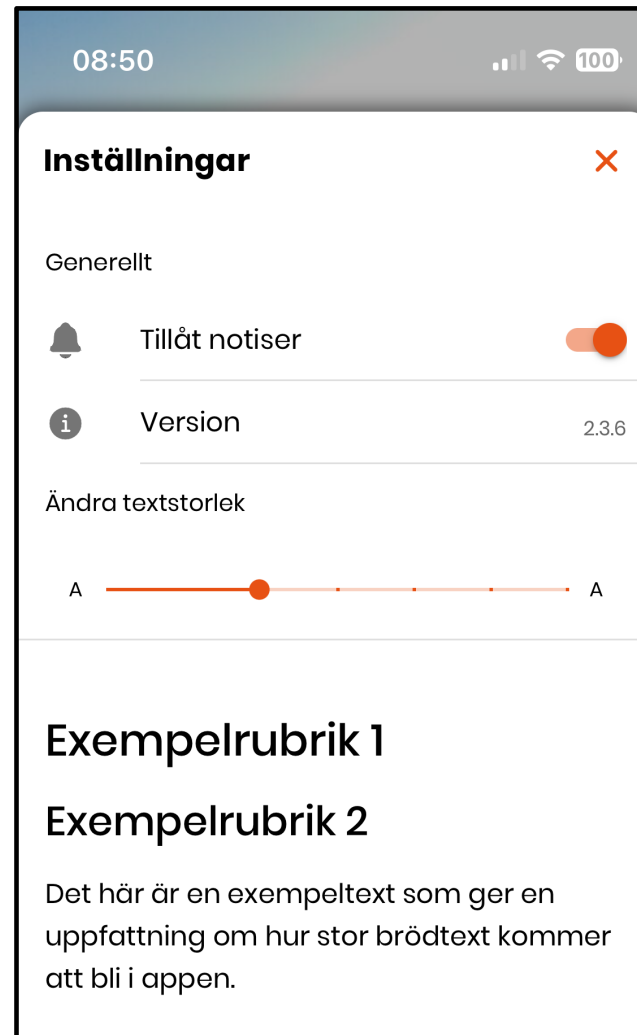 08:50
100
Inställningar
Generellt
Tillåt notiser
Version
2.3.6
Ändra textstorlek
A
A
Exempelrubrik 1
Exempelrubrik 2
Det här är en exempeltext som ger en
uppfattning om hur stor brödtext kommer
att bli i appen.